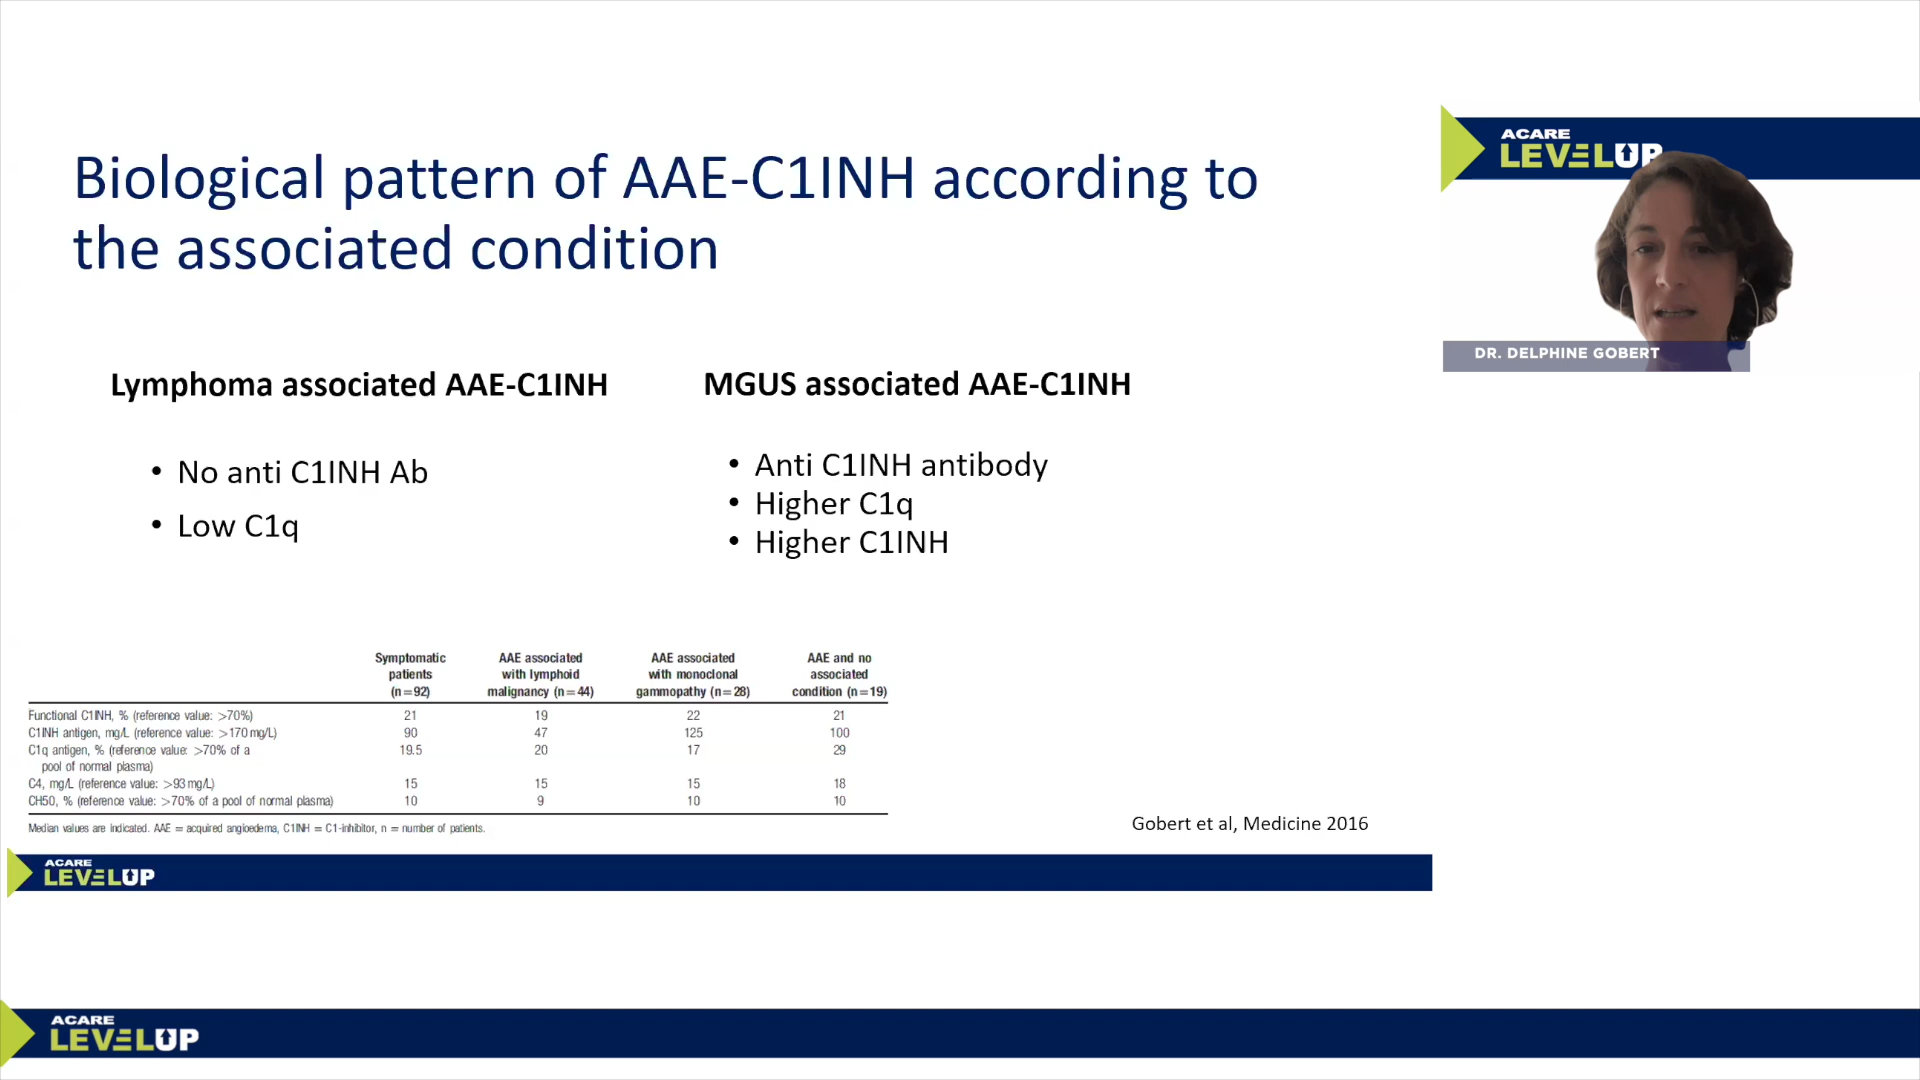 Biological pattern of AAE-C1INH according to
the associated condition
ACARE
LEVELUP
DR. DELPHINE GOBERT
Lymphoma associated AAE-C1INH
• No anti C1INH Ab
• Low C1q
MGUS associated AAE-C1INH
• Anti C1INH antibody
• Higher C1q
• Higher C1INH
Symptomatic patients (n=92) AAE associated with lymphoid malignancy (n=44) AAE associated with monoclonal gammopathy (n=28) AAE and no associated condition (n=19)
Functional C1INH, % (reference value: >70%) 21 19 22 21
C1INH antigen, mg/L (reference value: >170 mg/L) 90 47 125 100
C1q antigen, % (reference value: >70% of a 19.5 20 17 29
pool of normal plasma)
C4, mg/L (reference value: >93 mg/L) 15 15 15 18
CH50, % (reference value: >70% of a pool of normal plasma) 10 9 10 10
Median values are indicated. AAE = acquired angioedema, C1INH = C1-inhibitor, n = number of patients.
Gobert et al, Medicine 2016
ACARE
LEVELUP
ACARE
LEVELUP